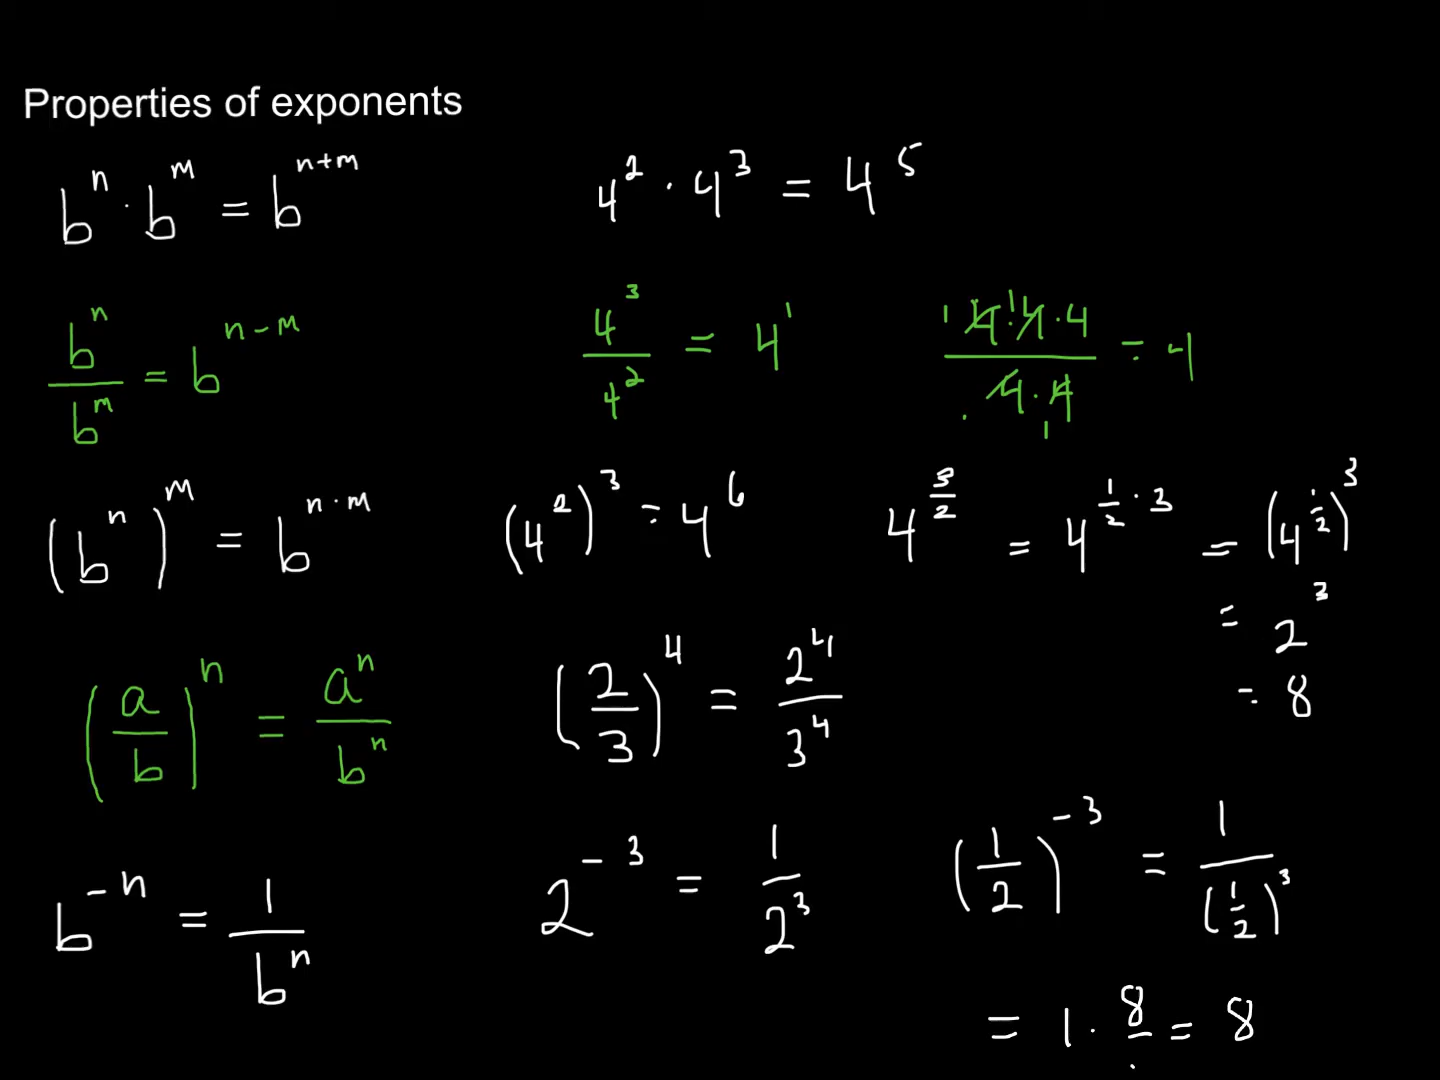 Properties of exponents
b^n · b^m = b^(n+m)    4^2 · 4^3 = 4^5
b^n / b^m = b^(n-m)    4^3 / 4^2 = 4^1    1 4 · 1 4 · 4 / 4 · 4 1 = 4
(b^n)^m = b^(n·m)    (4^2)^3 = 4^6    4^(3/2) = 4^(1/2 · 3) = (4^(1/2))^3
= 2^3
= 8
(a/b)^n = a^n / b^n    (2/3)^4 = 2^4 / 3^4
b^(-n) = 1 / b^n    2^(-3) = 1 / 2^3    (1/2)^(-3) = 1 / (1/2)^3
= 1 · 8/ = 8